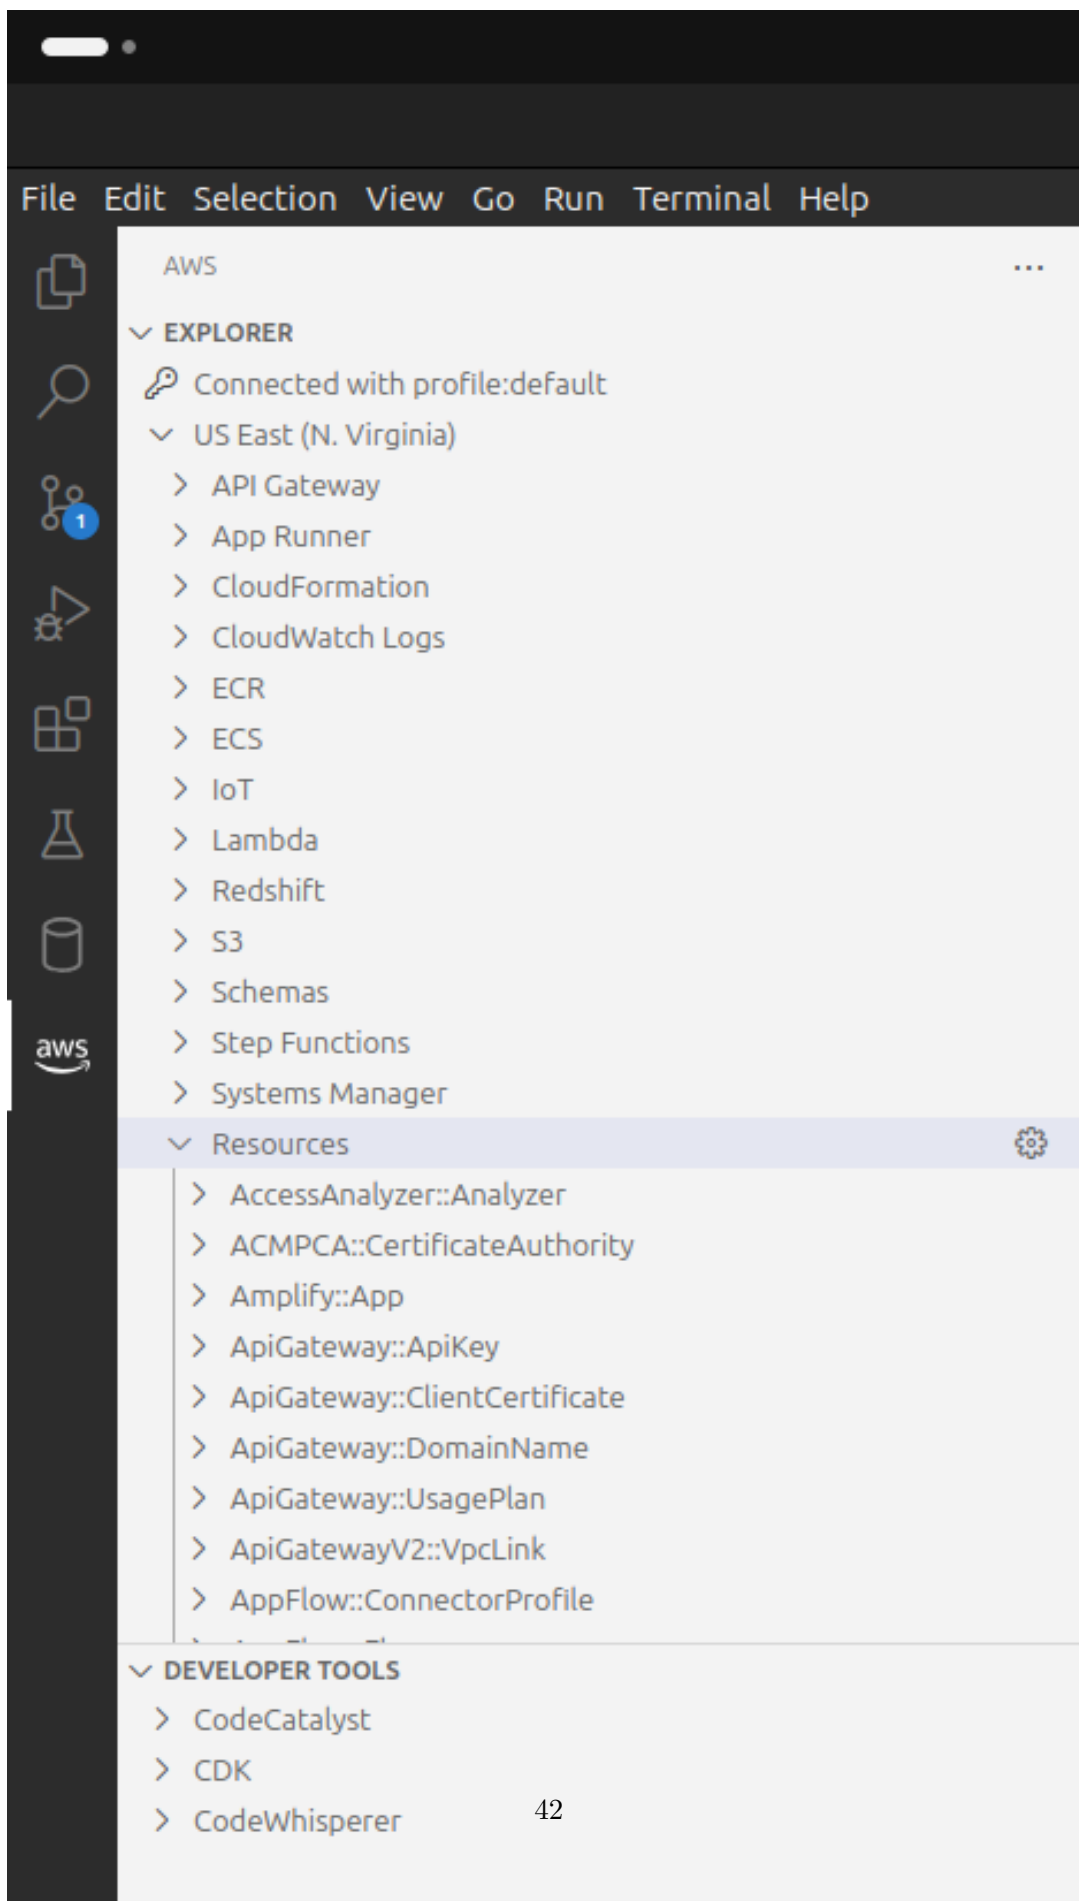 File Edit Selection View Go Run Terminal Help
AWS
EXPLORER
Connected with profile:default
US East (N. Virginia)
API Gateway
App Runner
1
CloudFormation
CloudWatch Logs
ECR
ECS
IoT
Lambda
Redshift
S3
Schemas
Step Functions
aws
Systems Manager
Resources
AccessAnalyzer::Analyzer
ACMPCA::CertificateAuthority
Amplify::App
ApiGateway::ApiKey
ApiGateway::ClientCertificate
ApiGateway::DomainName
ApiGateway::UsagePlan
ApiGatewayV2::VpcLink
AppFlow::ConnectorProfile
DEVELOPER TOOLS
CodeCatalyst
CDK
CodeWhisperer
42